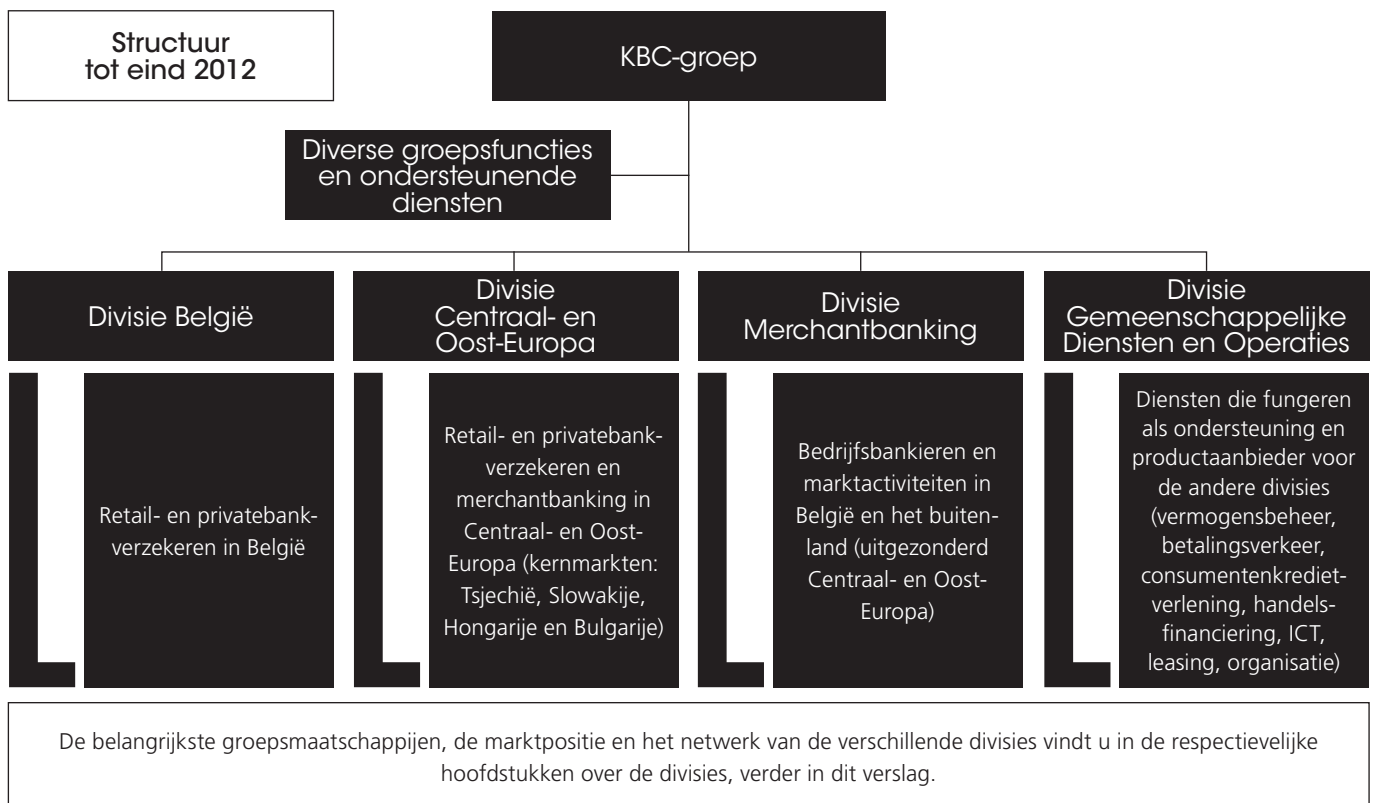 Structuur
tot eind 2012
KBC-groep
Diverse groepsfuncties
en ondersteunende
diensten
Divisie België
Divisie
Centraal- en
Oost-Europa
Divisie
Merchantbanking
Divisie
Gemeenschappelijke
Diensten en Operaties
Retail- en privatebank-
verzekeren in België
Retail- en privatebank-
verzekeren en
merchantbanking in
Centraal- en Oost-
Europa (kernmarkten:
Tsjechië, Slowakije,
Hongarije en Bulgarije)
Bedrijfsbankieren en
marktactiviteiten in
België en het buiten-
land (uitgezonderd
Centraal- en Oost-
Europa)
Diensten die fungeren
als ondersteuning en
productaanbieder voor
de andere divisies
(vermogensbeheer,
betalingsverkeer,
consumentenkrediet-
verlening, handels-
financiering, ICT,
leasing, organisatie)
De belangrijkste groepsmaatschappijen, de marktpositie en het netwerk van de verschillende divisies vindt u in de respectievelijke
hoofdstukken over de divisies, verder in dit verslag.